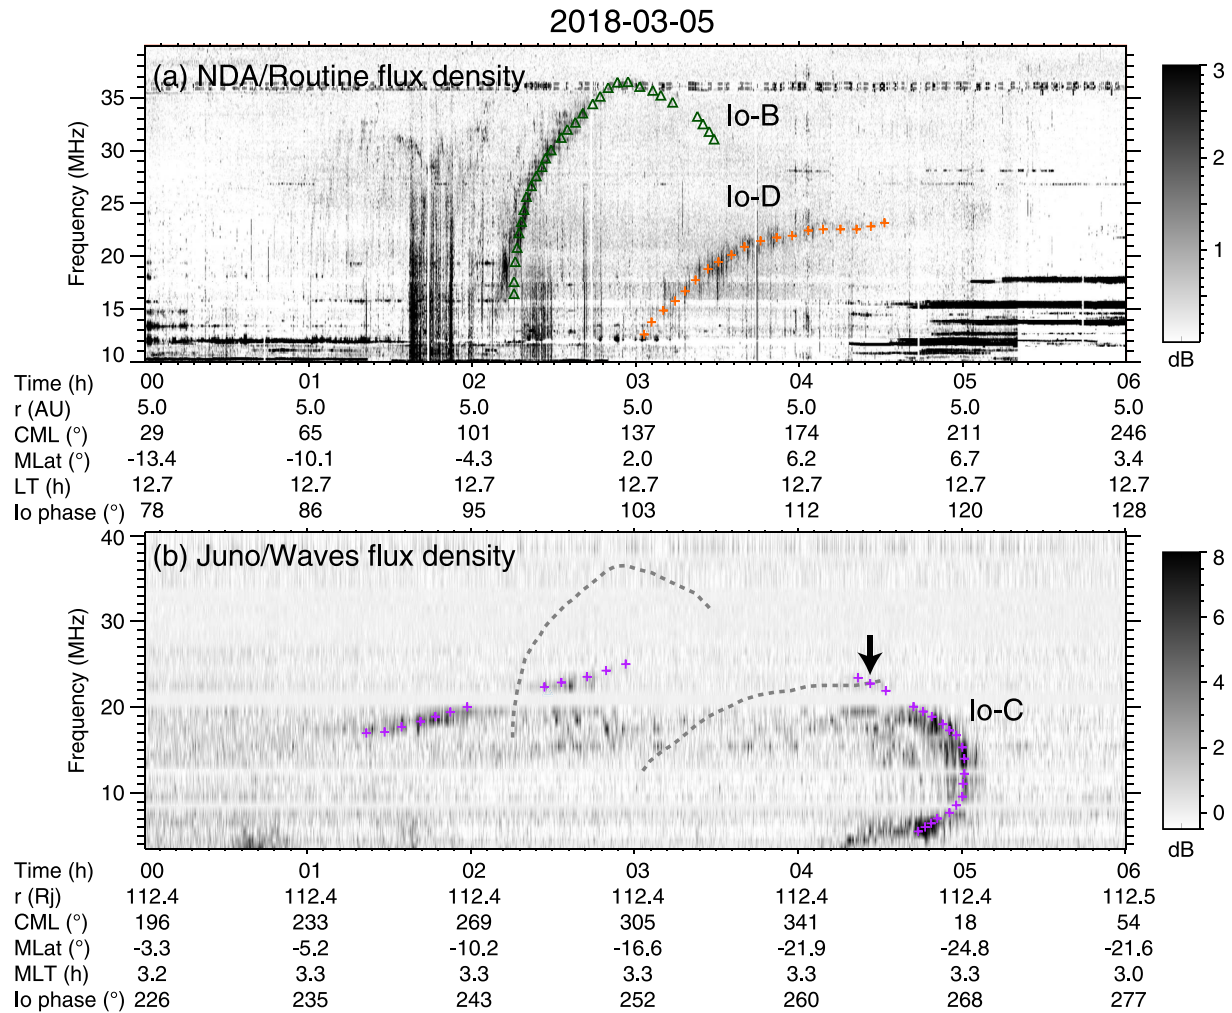 2018-03-05
(a) NDA/Routine flux density
Io-B
Io-D
Frequency (MHz)
35
30
25
20
15
10
3
2
1
dB
Time (h) 00 01 02 03 04 05 06
r (AU) 5.0 5.0 5.0 5.0 5.0 5.0 5.0
CML (°) 29 65 101 137 174 211 246
MLat (°) -13.4 -10.1 -4.3 2.0 6.2 6.7 3.4
LT (h) 12.7 12.7 12.7 12.7 12.7 12.7 12.7
Io phase (°) 78 86 95 103 112 120 128
(b) Juno/Waves flux density
Io-C
Frequency (MHz)
40
30
20
10
8
6
4
2
0
dB
Time (h) 00 01 02 03 04 05 06
r (Rj) 112.4 112.4 112.4 112.4 112.4 112.4 112.5
CML (°) 196 233 269 305 341 18 54
MLat (°) -3.3 -5.2 -10.2 -16.6 -21.9 -24.8 -21.6
MLT (h) 3.2 3.3 3.3 3.3 3.3 3.3 3.0
Io phase (°) 226 235 243 252 260 268 277